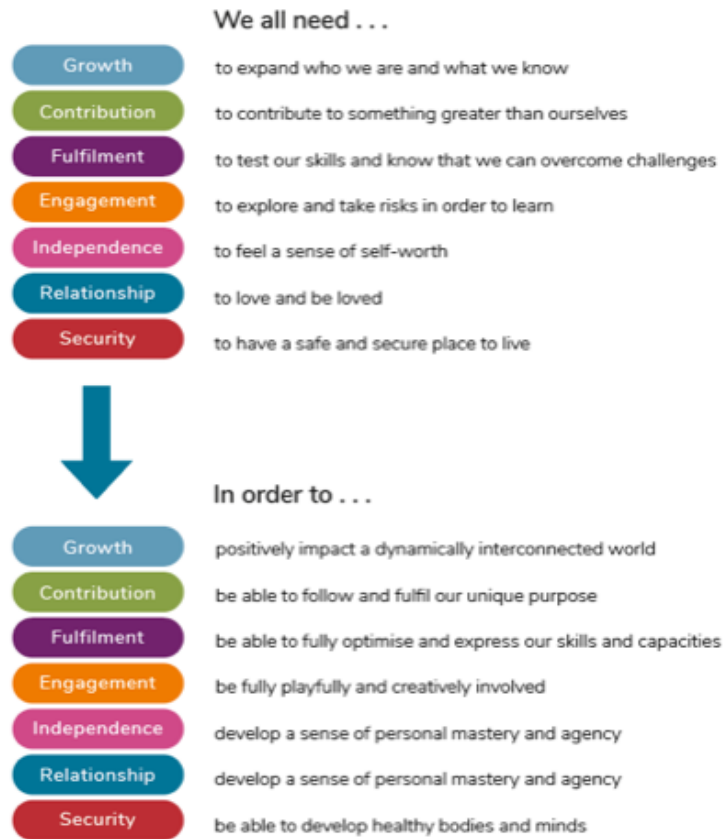 We all need . . .
Growth to expand who we are and what we know
Contribution to contribute to something greater than ourselves
Fulfilment to test our skills and know that we can overcome challenges
Engagement to explore and take risks in order to learn
Independence to feel a sense of self-worth
Relationship to love and be loved
Security to have a safe and secure place to live
In order to . . .
Growth positively impact a dynamically interconnected world
Contribution be able to follow and fulfil our unique purpose
Fulfilment be able to fully optimise and express our skills and capacities
Engagement be fully playfully and creatively involved
Independence develop a sense of personal mastery and agency
Relationship develop a sense of personal mastery and agency
Security be able to develop healthy bodies and minds